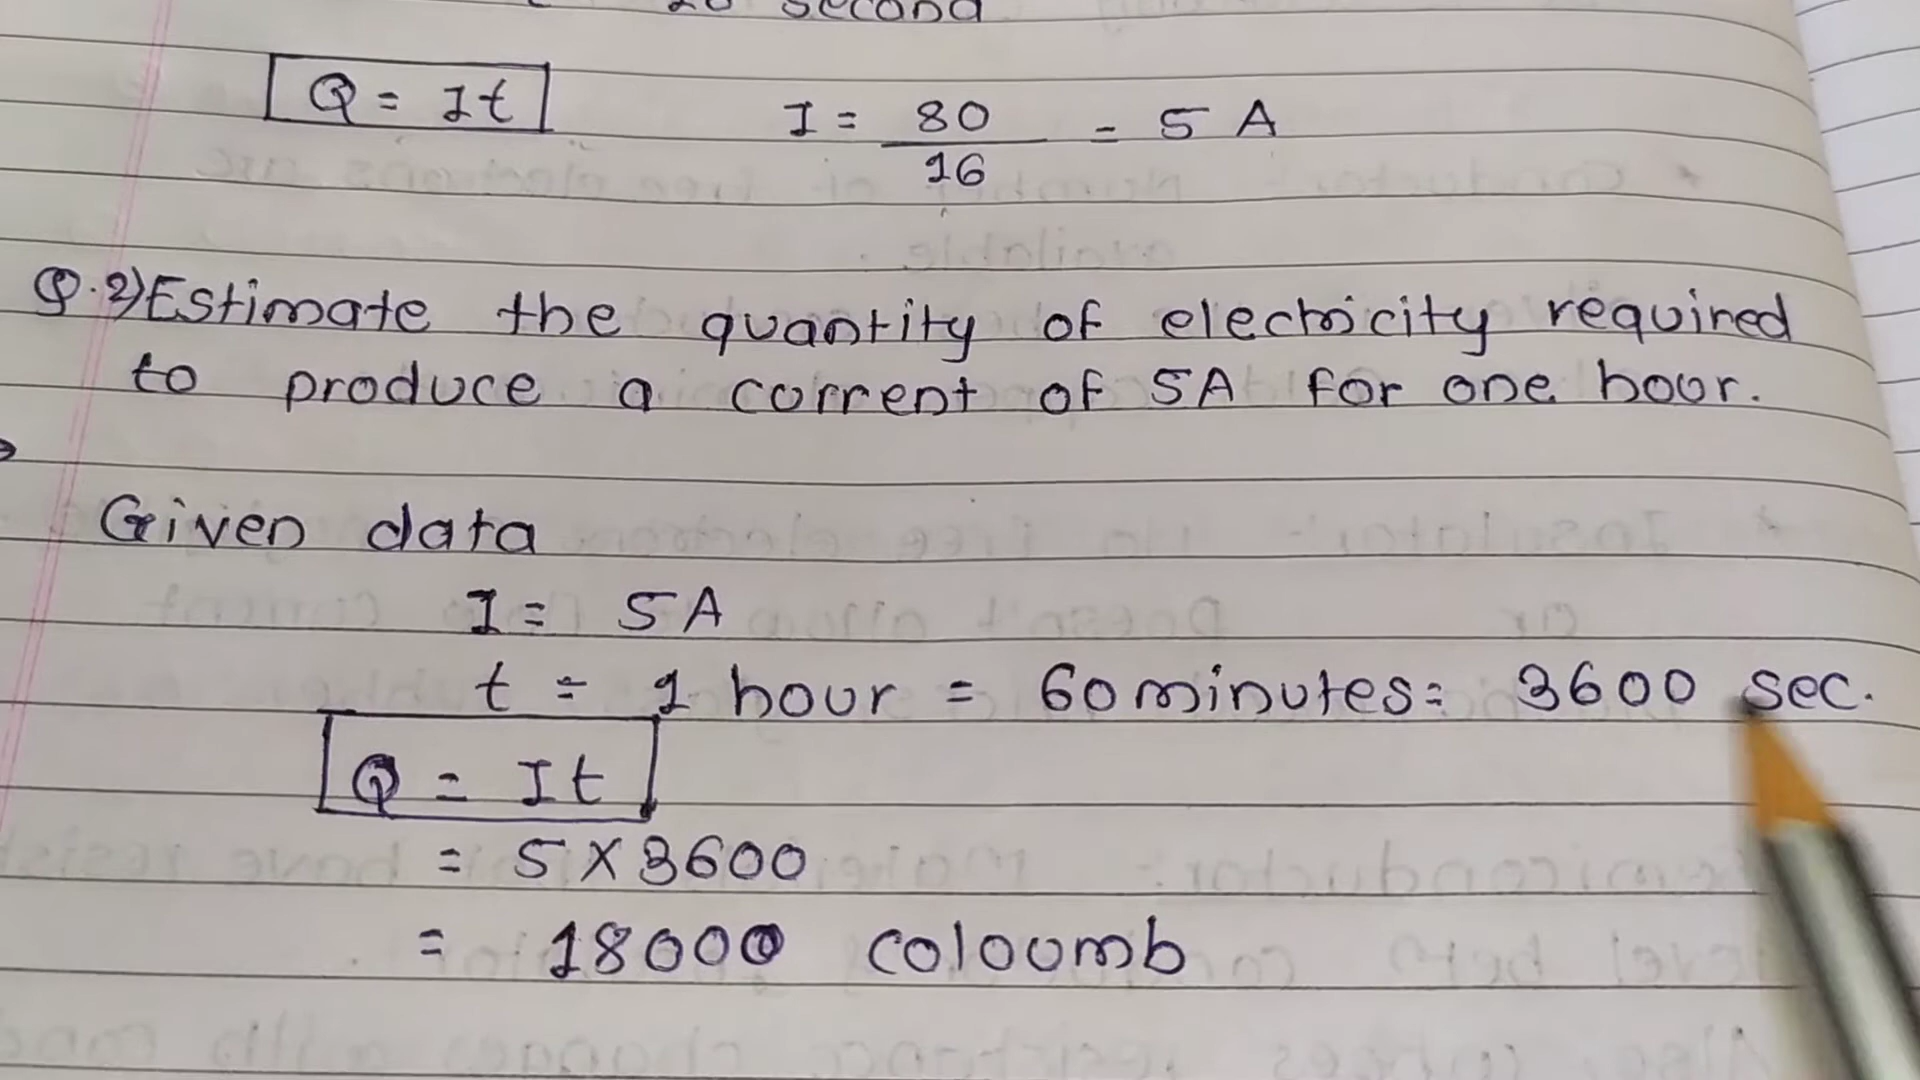 second
Q = It
I = 80/16 = 5 A
Q.2) Estimate the quantity of electricity required
to produce a current of 5A for one hour.
Given data
I = 5A
t = 1 hour = 60 minutes = 3600 sec.
Q = It
= 5 X 3600
= 18000 coloumb